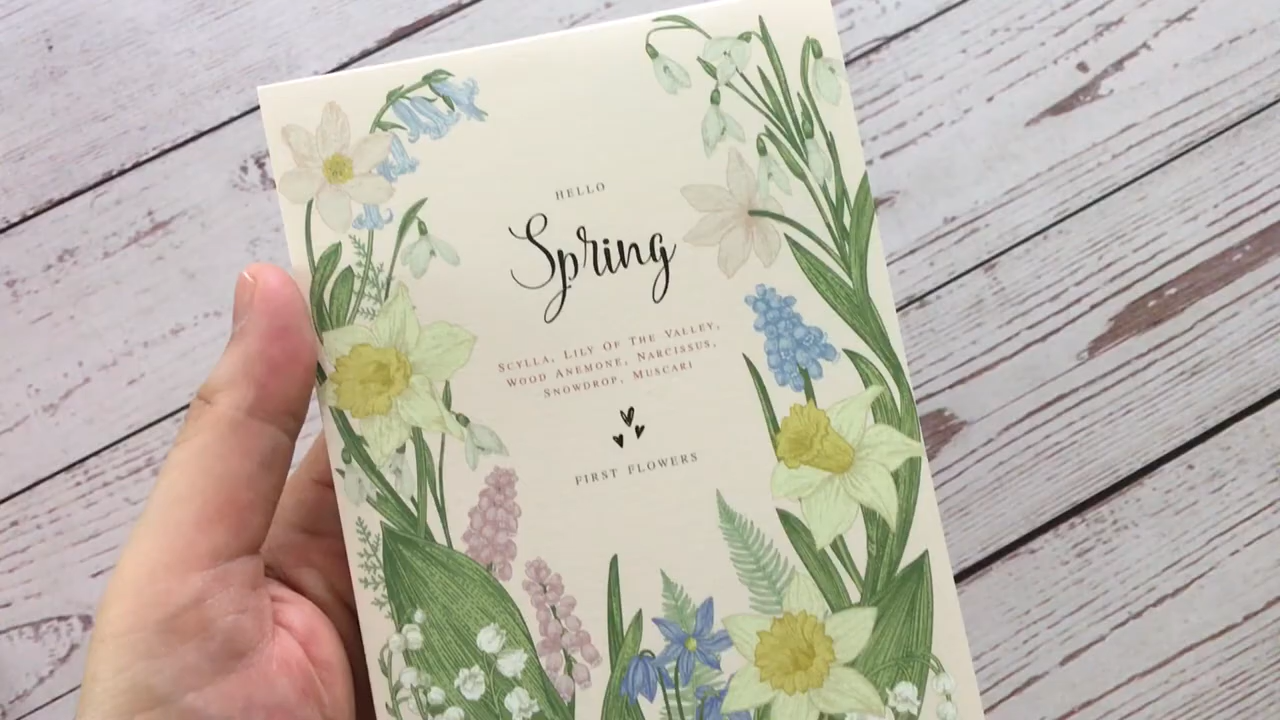 HELLO
Spring
SCYLLA, LILY OF THE VALLEY,
WOOD ANEMONE, NARCISSUS,
SNOWDROP, MUSCARI
FIRST FLOWERS